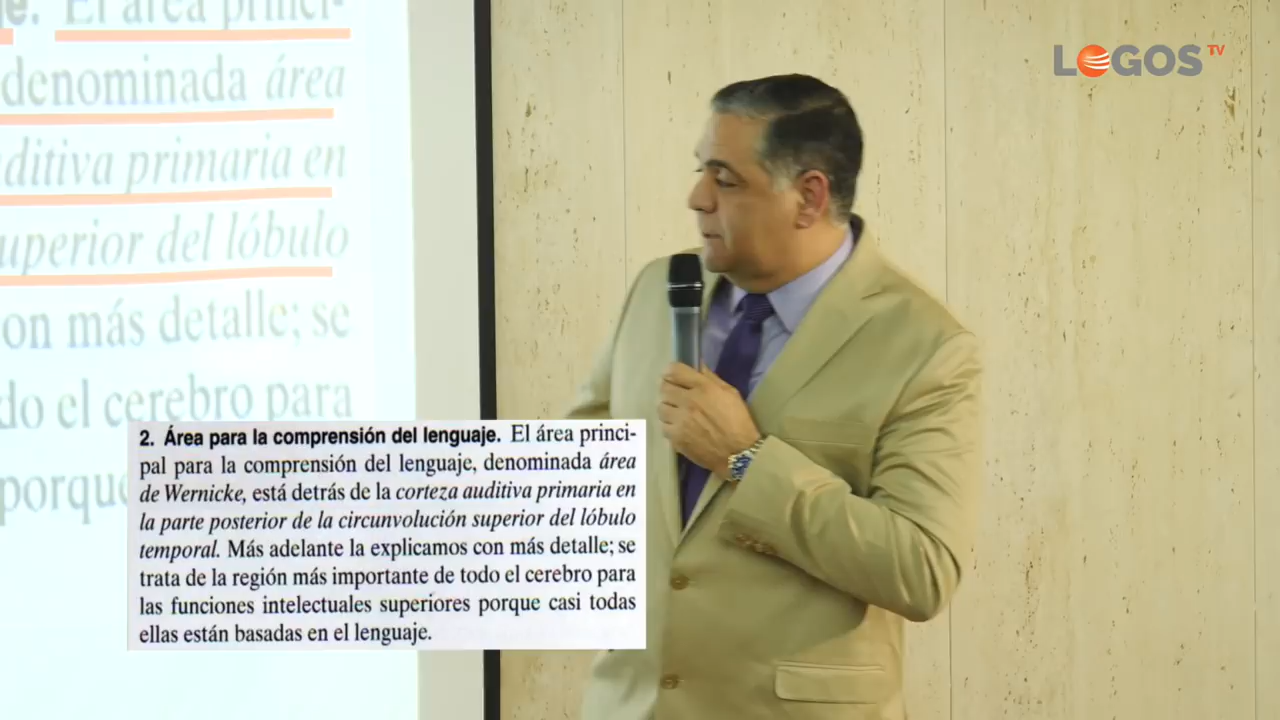 je. El área princi-
denominada área
uditiva primaria en
uperior del lóbulo
on más detalle; se
do el cerebro para
porque
LOGOS TV
2. Área para la comprensión del lenguaje. El área princi-
pal para la comprensión del lenguaje, denominada área
de Wernicke, está detrás de la corteza auditiva primaria en
la parte posterior de la circunvolución superior del lóbulo
temporal. Más adelante la explicamos con más detalle; se
trata de la región más importante de todo el cerebro para
las funciones intelectuales superiores porque casi todas
ellas están basadas en el lenguaje.